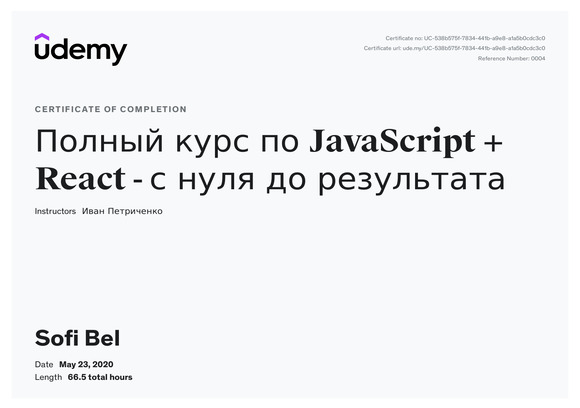 udemy
Certificate no: UC-538b575f-7834-441b-a9e8-a1a5b0cdc3c0
Certificate url: ude.my/UC-538b575f-7834-441b-a9e8-a1a5b0cdc3c0
Reference Number: 0004
CERTIFICATE OF COMPLETION
Полный курс по JavaScript +
React - с нуля до результата
Instructors Иван Петриченко
Sofi Bel
Date May 23, 2020
Length 66.5 total hours